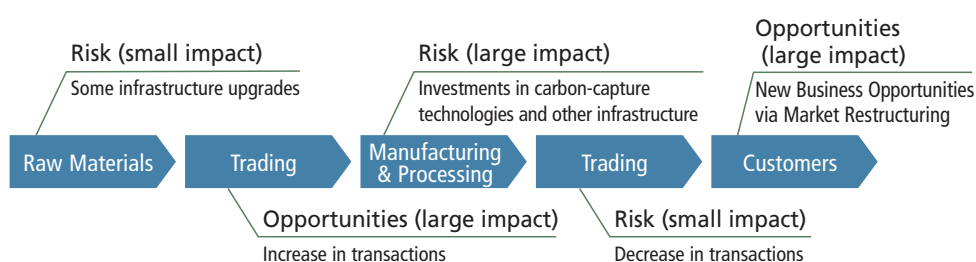 Risk (small impact)
Some infrastructure upgrades
Risk (large impact)
Investments in carbon-capture
technologies and other infrastructure
Opportunities
(large impact)
New Business Opportunities
via Market Restructuring
Raw Materials
Trading
Manufacturing
& Processing
Trading
Customers
Opportunities (large impact)
Increase in transactions
Risk (small impact)
Decrease in transactions